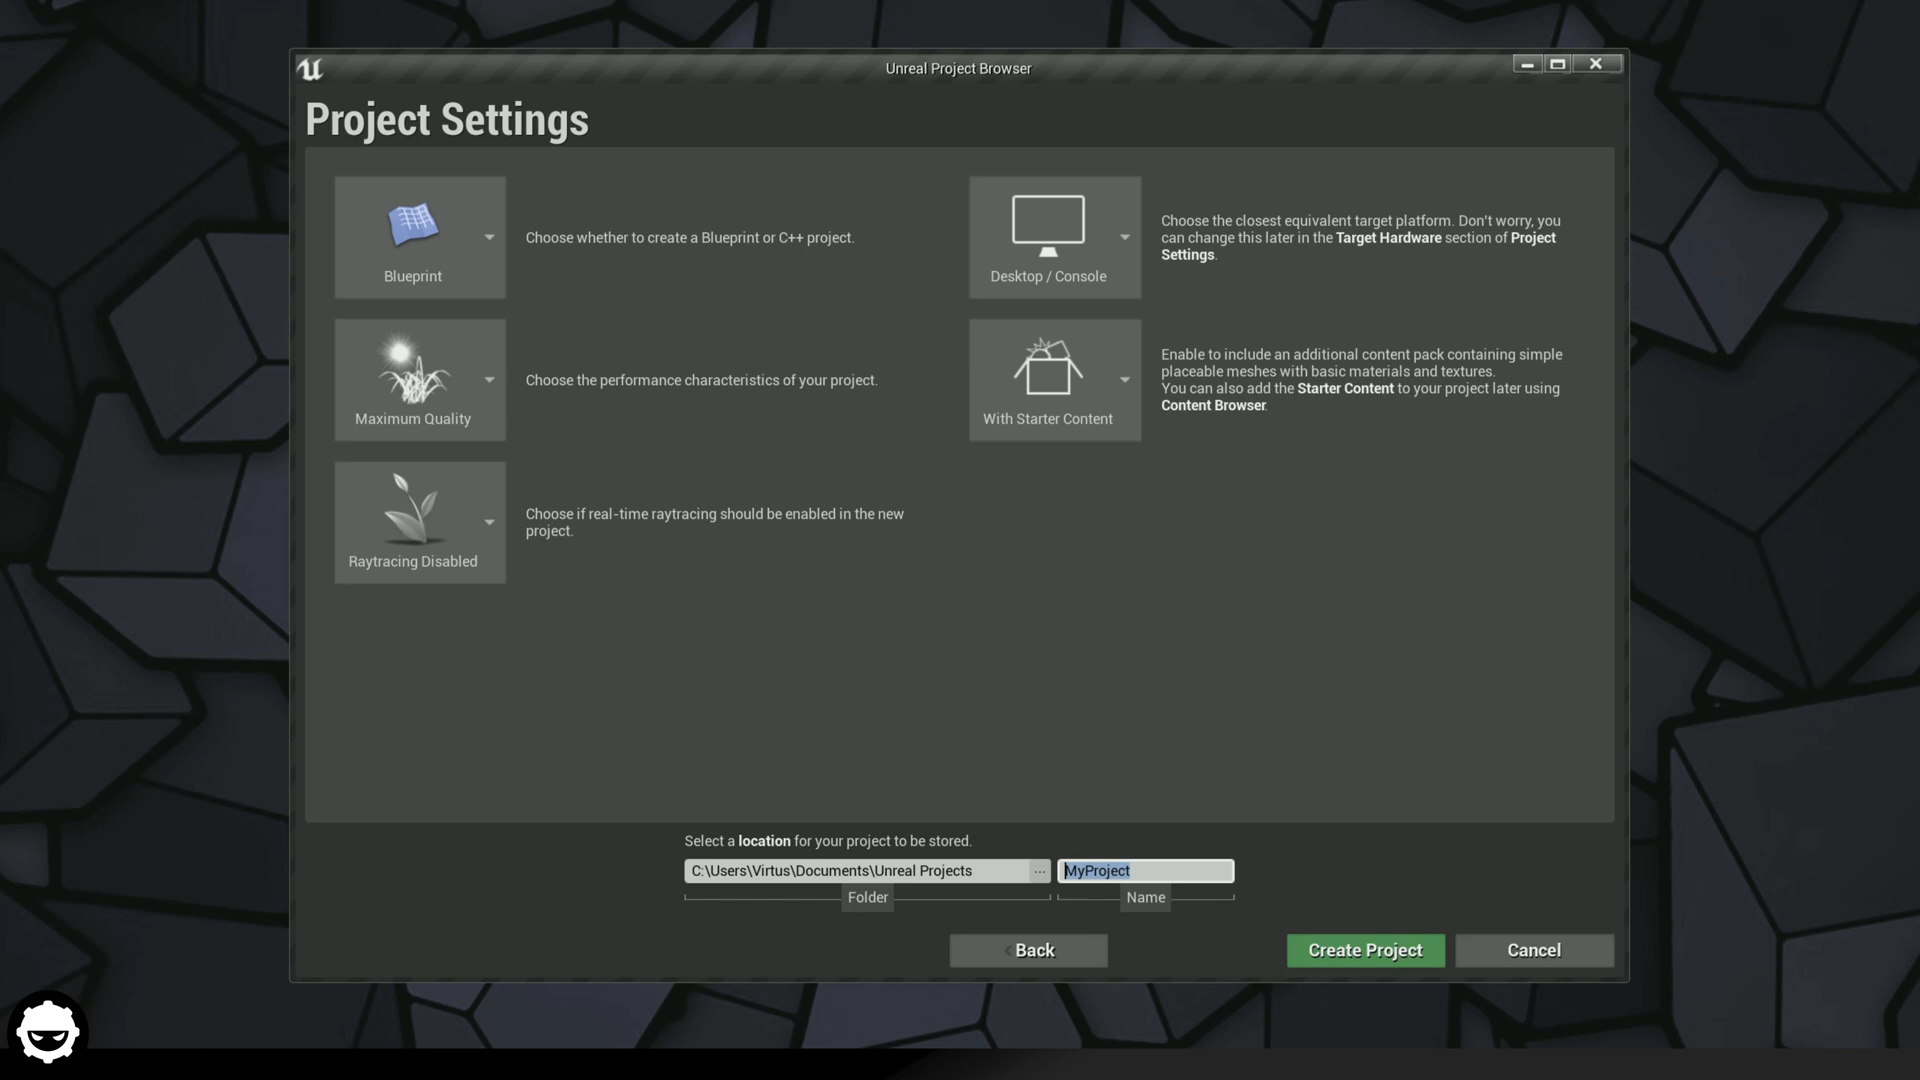 Unreal Project Browser
Project Settings
Blueprint
Choose whether to create a Blueprint or C++ project.
Desktop / Console
Choose the closest equivalent target platform. Don't worry, you
can change this later in the Target Hardware section of Project
Settings.
Maximum Quality
Choose the performance characteristics of your project.
With Starter Content
Enable to include an additional content pack containing simple
placeable meshes with basic materials and textures.
You can also add the Starter Content to your project later using
Content Browser.
Raytracing Disabled
Choose if real-time raytracing should be enabled in the new
project.
Select a location for your project to be stored.
C:\Users\Virtus\Documents\Unreal Projects ... MyProject
Folder Name
Back Create Project Cancel